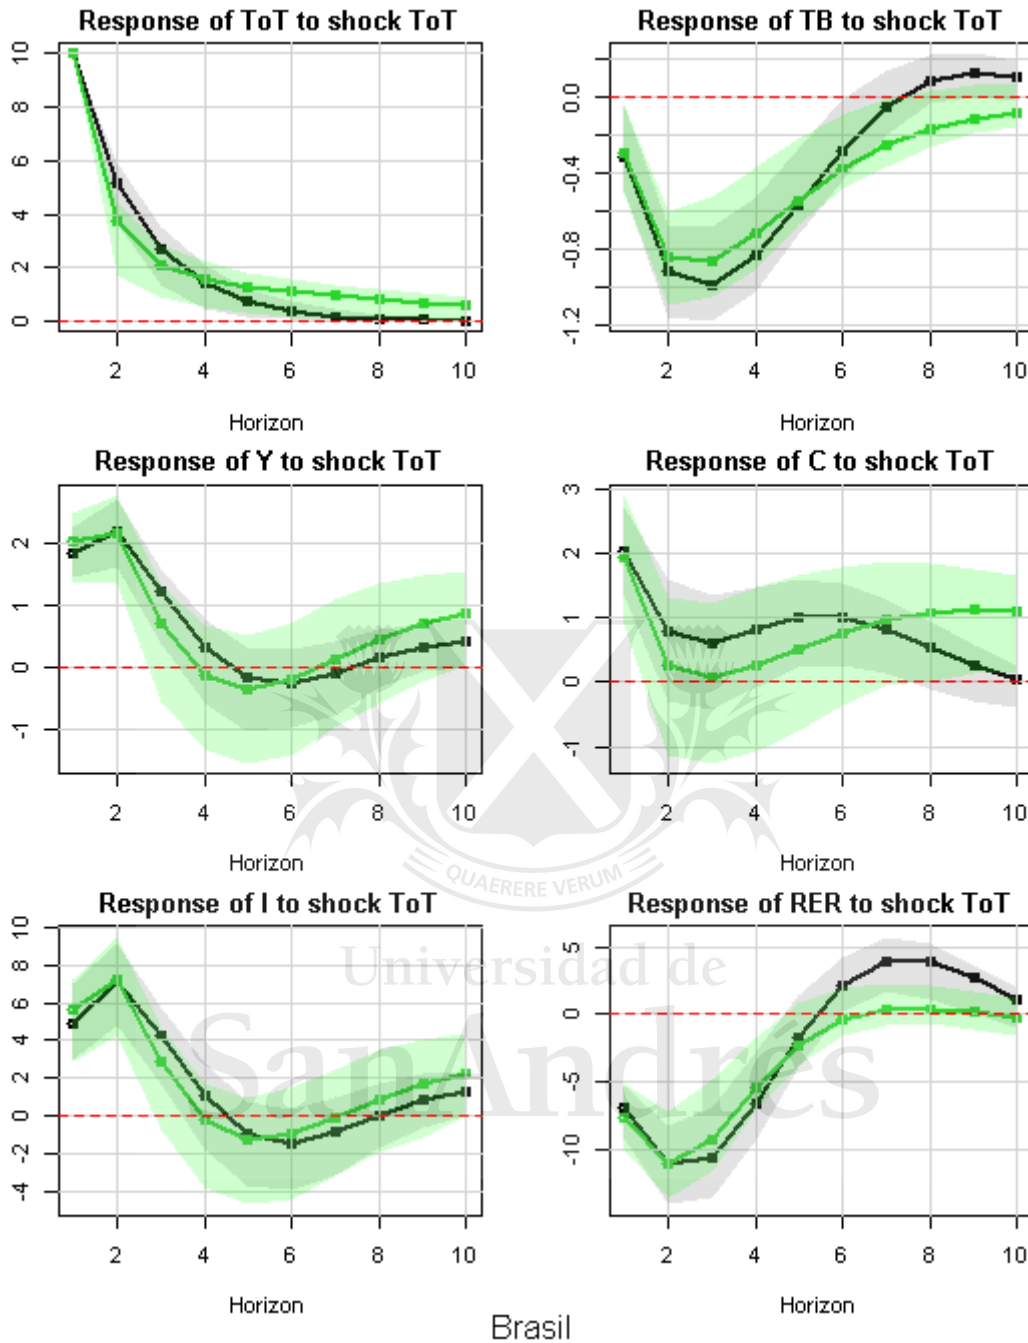 Response of ToT to shock ToT
10
8
6
4
2
0
2 4 6 8 10
Horizon
Response of TB to shock ToT
0.0
-0.4
-0.8
-1.2
2 4 6 8 10
Horizon
Response of Y to shock ToT
2
1
0
-1
2 4 6 8 10
Horizon
Response of C to shock ToT
3
2
1
0
-1
2 4 6 8 10
Horizon
QUAERERE VERUM
Universidad de
SanAndrés
Response of I to shock ToT
10
8
6
4
2
0
-2
-4
2 4 6 8 10
Horizon
Response of RER to shock ToT
5
0
-5
-10
2 4 6 8 10
Horizon
Brasil